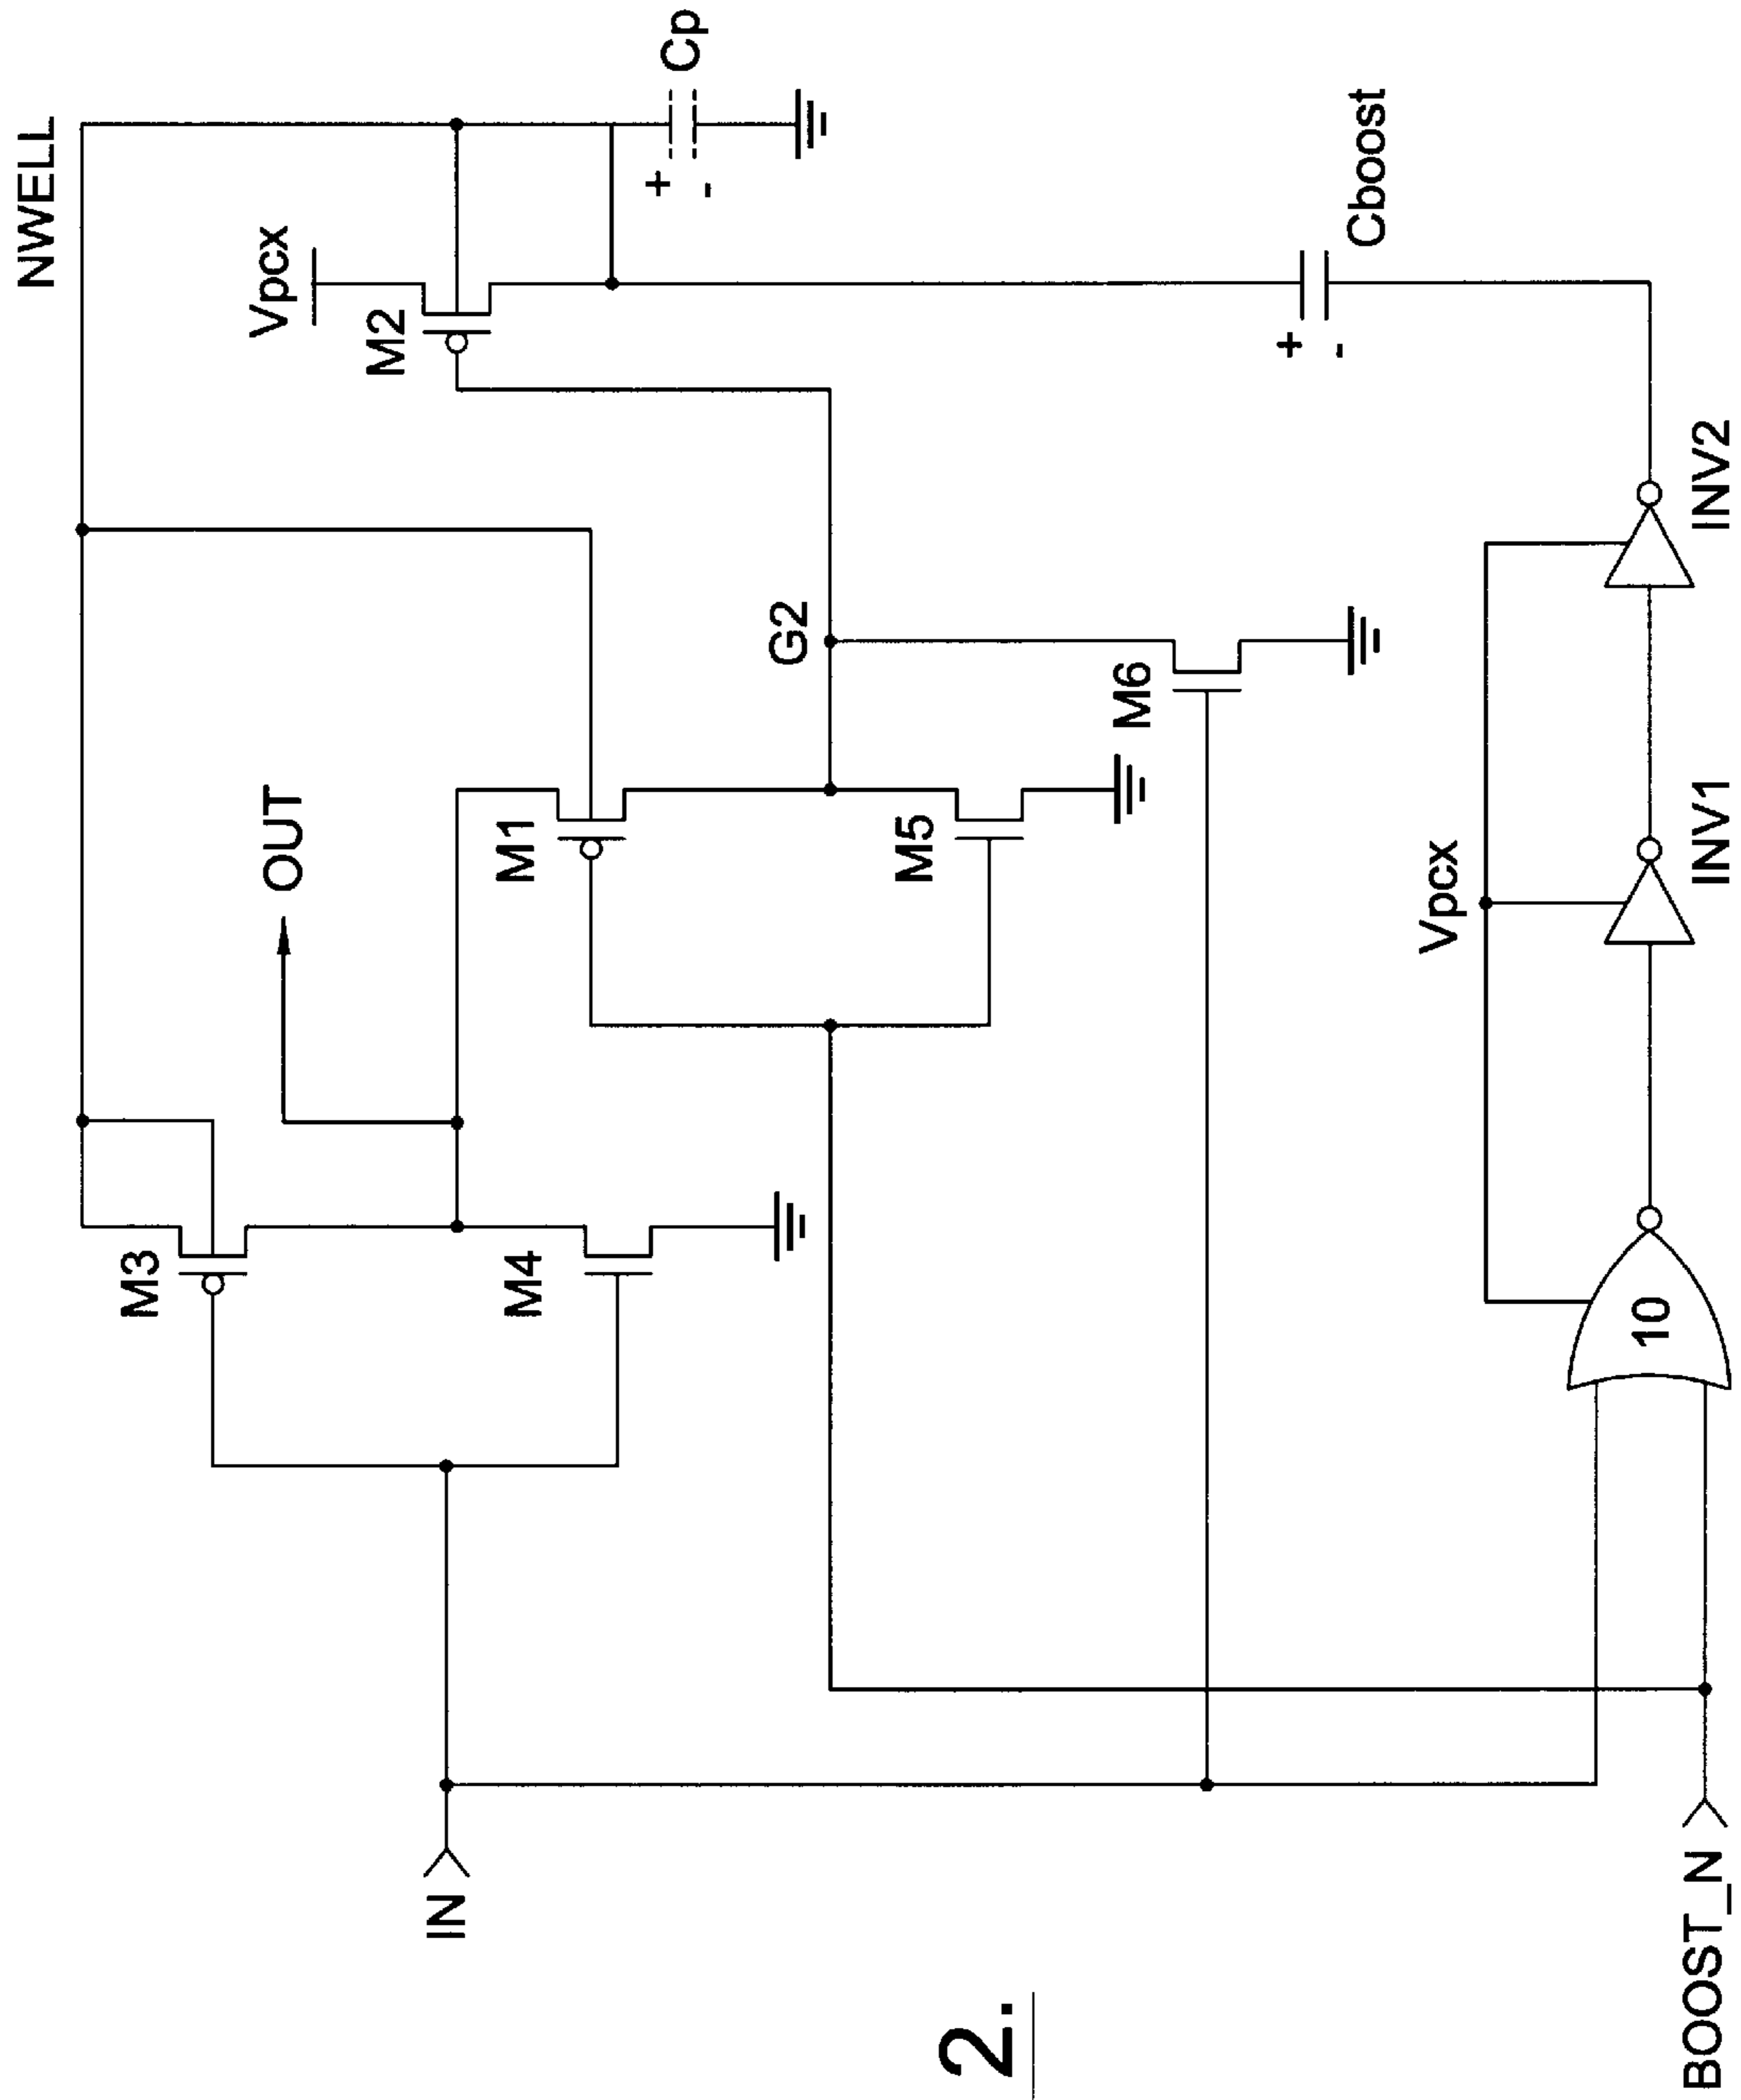 NWELL
Vpcx
M2
Cp
+
-
M3
OUT
M1
G2
M4
M5
M6
+
-
Cboost
IN
Vpcx
10
INV1
INV2
BOOST_N
2.